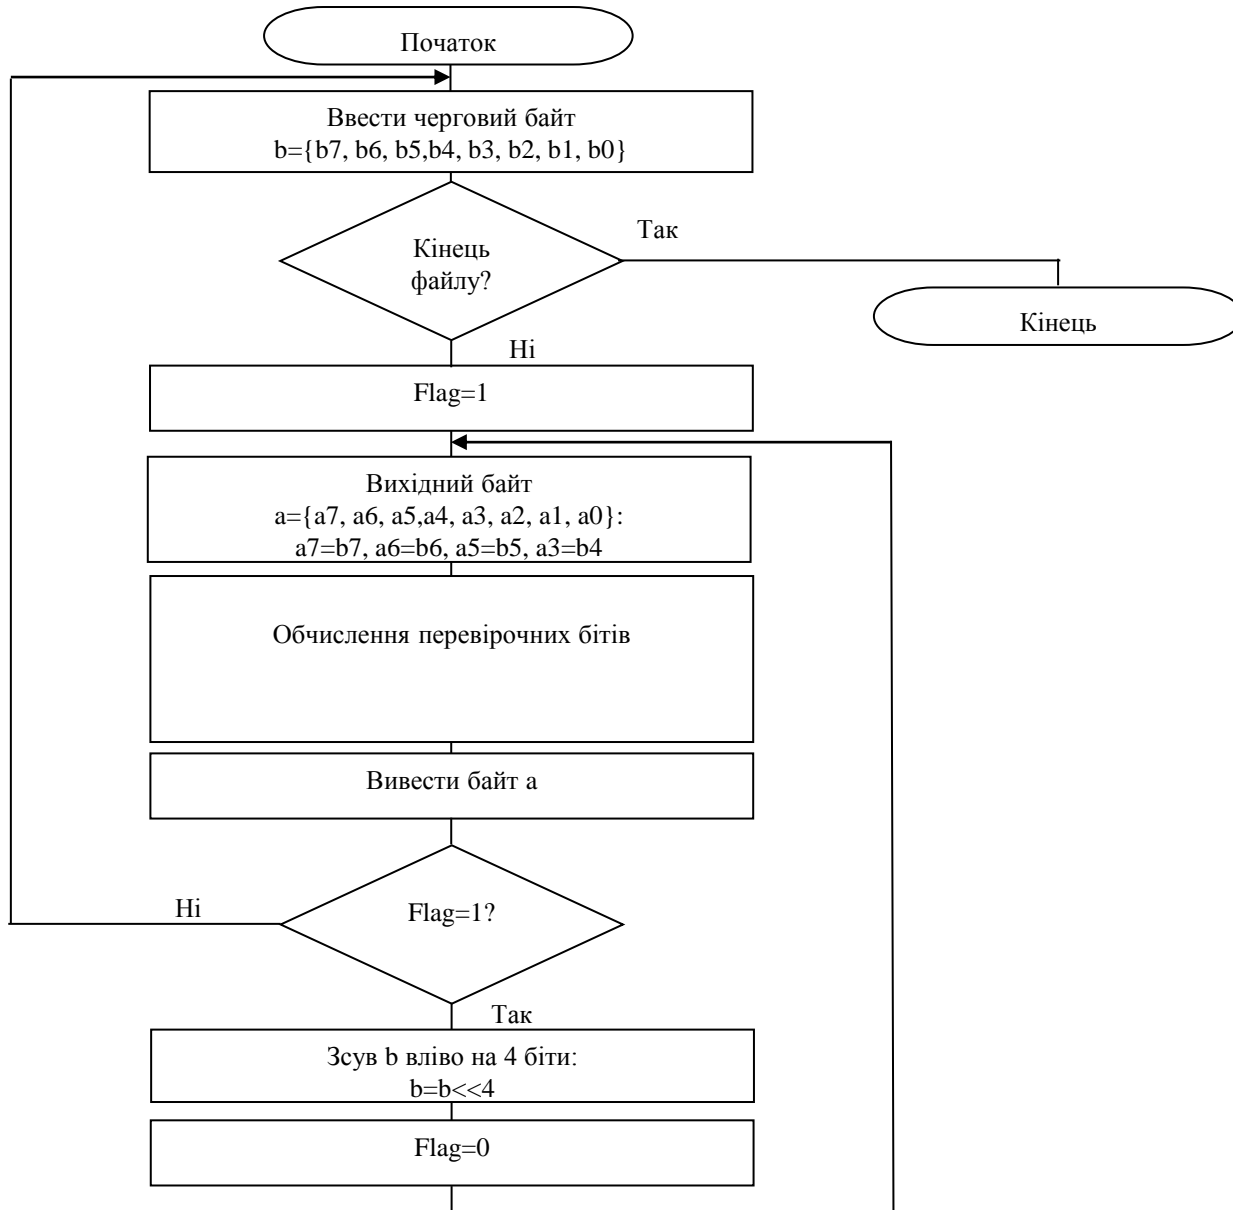 Початок
Ввести черговий байт
b={b7, b6, b5,b4, b3, b2, b1, b0}
Кінець
файлу?
Так
Кінець
Ні
Flag=1
Вихідний байт
a={a7, a6, a5,a4, a3, a2, a1, a0}:
a7=b7, a6=b6, a5=b5, a3=b4
Обчислення перевірочних бітів
Вивести байт a
Flag=1?
Ні
Так
Зсув b вліво на 4 біти:
b=b<<4
Flag=0